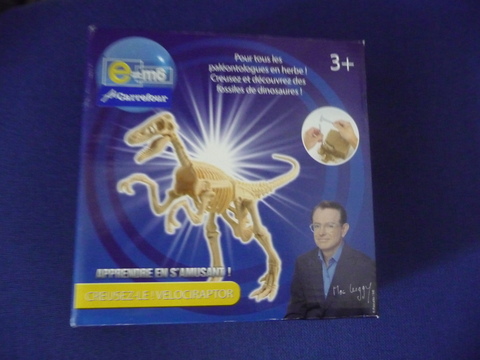 e=m6
Carrefour
Pour tous les
paléontologues en herbe !
Creusez et découvrez des
fossiles de dinosaures !
3+
APPRENDRE EN S'AMUSANT !
CREUSEZ-LE : VELOCIRAPTOR